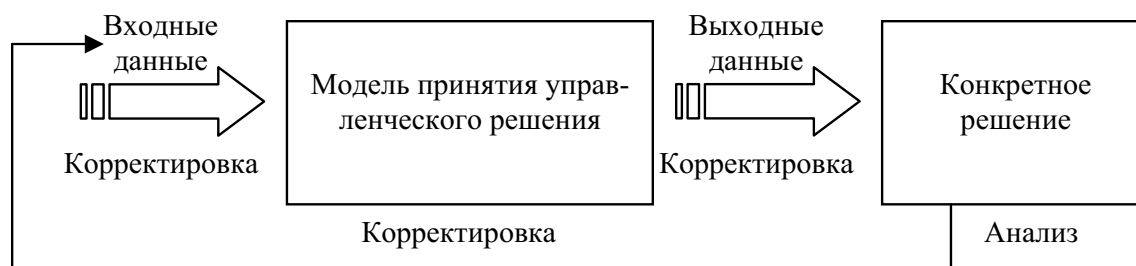 Входные
данные
Корректировка
Модель принятия управ-
ленческого решения
Корректировка
Выходные
данные
Корректировка
Конкретное
решение
Анализ